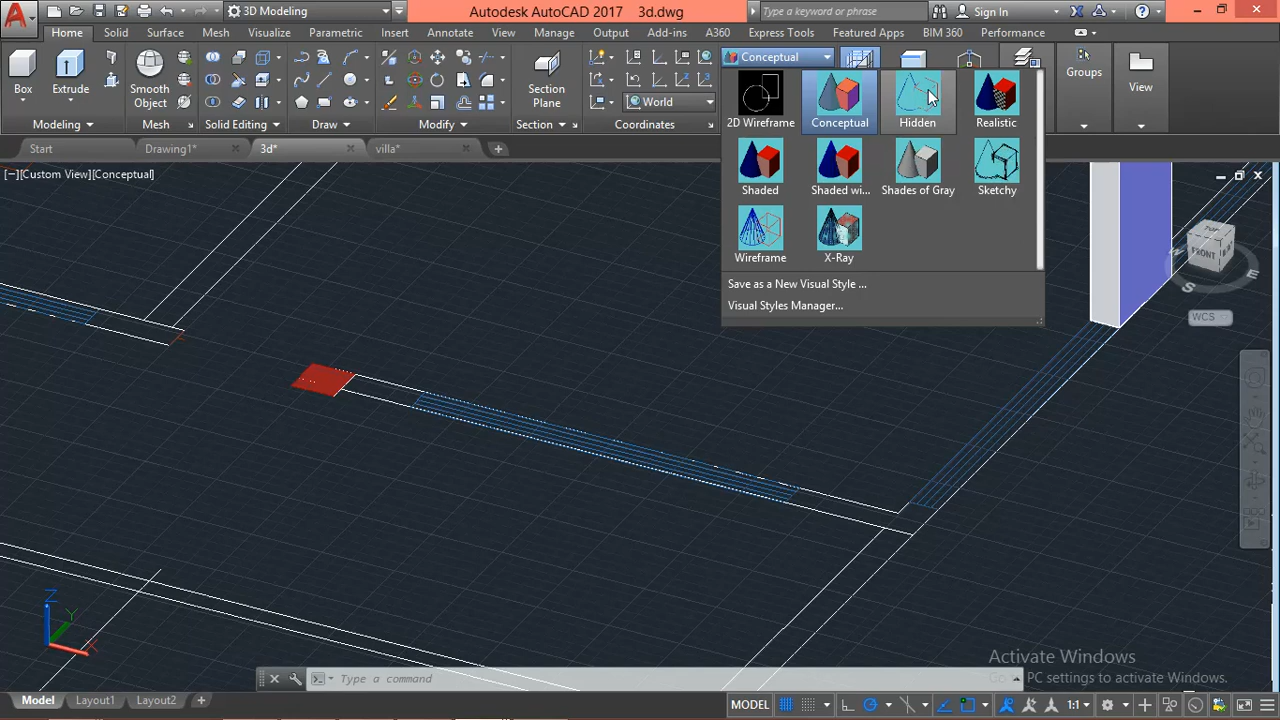 3D Modeling
Autodesk AutoCAD 2017 3d.dwg
Type a keyword or phrase
Sign In
Home Solid Surface Mesh Visualize Parametric Insert Annotate View Manage Output Add-ins A360 Express Tools Featured Apps BIM 360 Performance
Box
Extrude
Smooth
Object
Section
Plane
World
Groups
View
Modeling
Mesh
Draw
Modify
Section
Coordinates
Conceptual
2D Wireframe Conceptual Hidden Realistic
Shaded Shaded wi... Shades of Gray Sketchy
Wireframe X-Ray
Save as a New Visual Style ...
Visual Styles Manager...
Start Drawing1* 3d* villa*
[−][Custom View][Conceptual]
TOP
FRONT
W
S
E
WCS
Z
Y
X
Activate Windows
Go to PC settings to activate Windows.
Type a command
Model Layout1 Layout2
MODEL
1:1